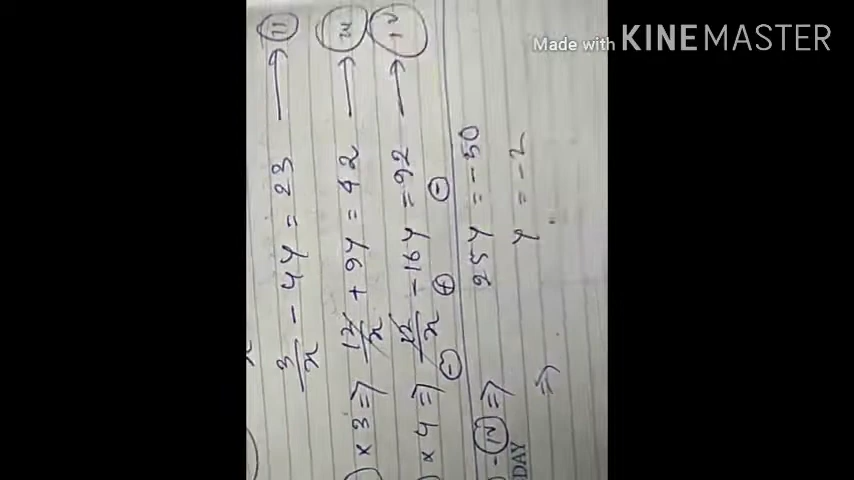 Made with KINEMASTER
3/x - 4y = 23 → (II)
) × 3 ⇒ 12/x + 9y = 42 → (III)
) × 4 ⇒ 12/x - 16y = 92 → (IV)
(-) (+) (-)
) - (IV) ⇒ 25y = -50
DAY
⇒ y = -2